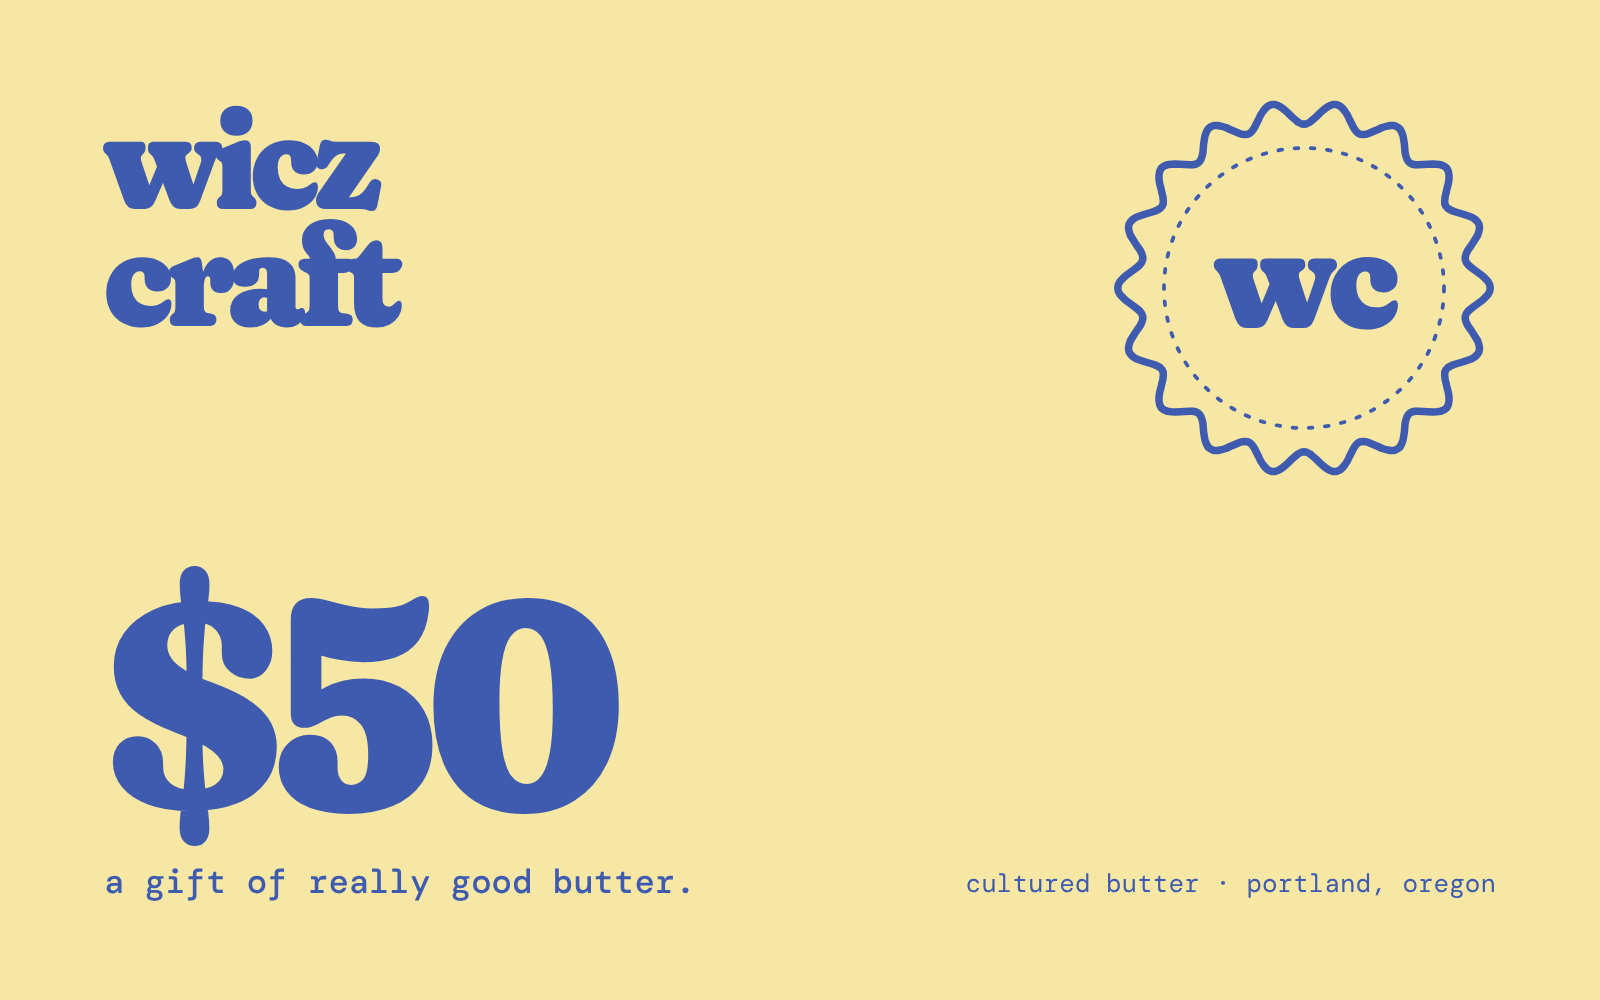 wicz
craft
wc
$50
a gift of really good butter.
cultured butter · portland, oregon